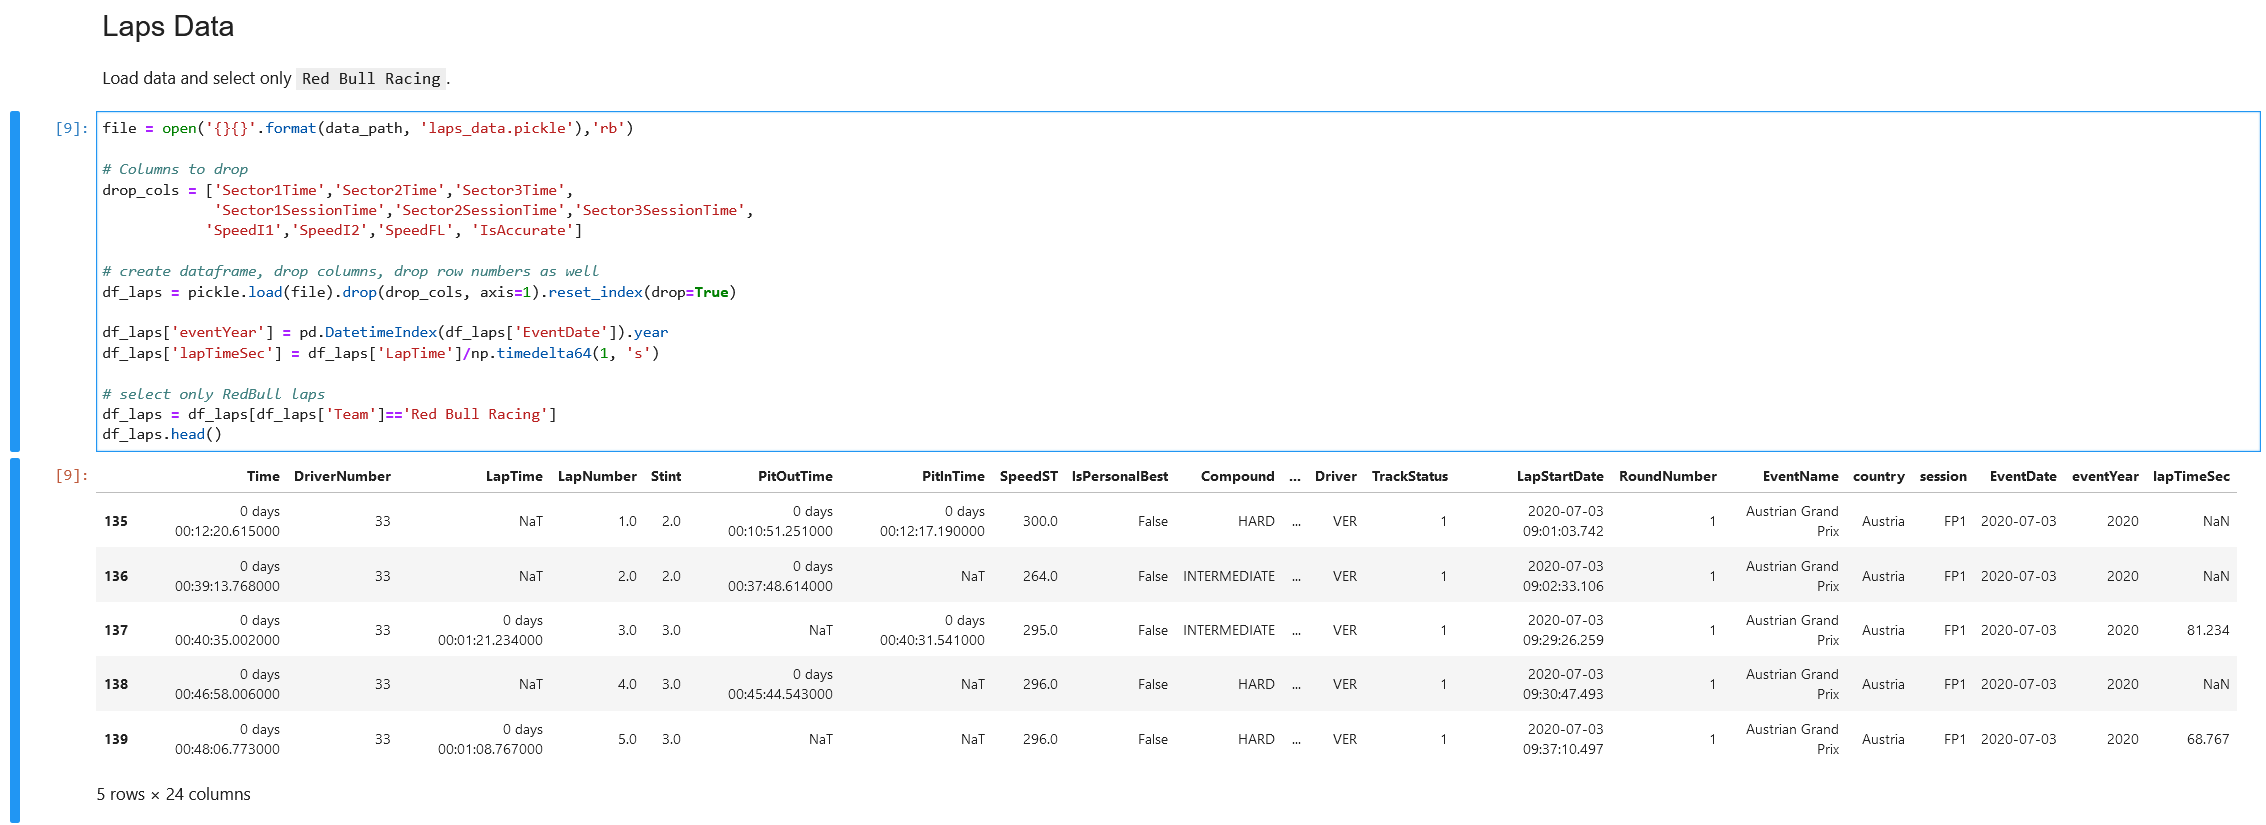 Laps Data
Load data and select only Red Bull Racing.
[9]: file = open('{}{}'.format(data_path, 'laps_data.pickle'),'rb')
# Columns to drop
drop_cols = ['Sector1Time','Sector2Time','Sector3Time',
'Sector1SessionTime','Sector2SessionTime','Sector3SessionTime',
'SpeedI1','SpeedI2','SpeedFL', 'IsAccurate']
# create dataframe, drop columns, drop row numbers as well
df_laps = pickle.load(file).drop(drop_cols, axis=1).reset_index(drop=True)
df_laps['eventYear'] = pd.DatetimeIndex(df_laps['EventDate']).year
df_laps['lapTimeSec'] = df_laps['LapTime']/np.timedelta64(1, 's')
# select only RedBull laps
df_laps = df_laps[df_laps['Team']=='Red Bull Racing']
df_laps.head()
[9]: Time DriverNumber LapTime LapNumber Stint PitOutTime PitInTime SpeedST IsPersonalBest Compound ... Driver TrackStatus LapStartDate RoundNumber EventName country session EventDate eventYear lapTimeSec
135 0 days 00:12:20.615000 33 NaT 1.0 2.0 0 days 00:10:51.251000 0 days 00:12:17.190000 300.0 False HARD ... VER 1 2020-07-03 09:01:03.742 1 Austrian Grand Prix Austria FP1 2020-07-03 2020 NaN
136 0 days 00:39:13.768000 33 NaT 2.0 2.0 0 days 00:37:48.614000 NaT 264.0 False INTERMEDIATE ... VER 1 2020-07-03 09:02:33.106 1 Austrian Grand Prix Austria FP1 2020-07-03 2020 NaN
137 0 days 00:40:35.002000 33 0 days 00:01:21.234000 3.0 3.0 NaT 0 days 00:40:31.541000 295.0 False INTERMEDIATE ... VER 1 2020-07-03 09:29:26.259 1 Austrian Grand Prix Austria FP1 2020-07-03 2020 81.234
138 0 days 00:46:58.006000 33 NaT 4.0 3.0 0 days 00:45:44.543000 NaT 296.0 False HARD ... VER 1 2020-07-03 09:30:47.493 1 Austrian Grand Prix Austria FP1 2020-07-03 2020 NaN
139 0 days 00:48:06.773000 33 0 days 00:01:08.767000 5.0 3.0 NaT NaT 296.0 False HARD ... VER 1 2020-07-03 09:37:10.497 1 Austrian Grand Prix Austria FP1 2020-07-03 2020 68.767
5 rows × 24 columns